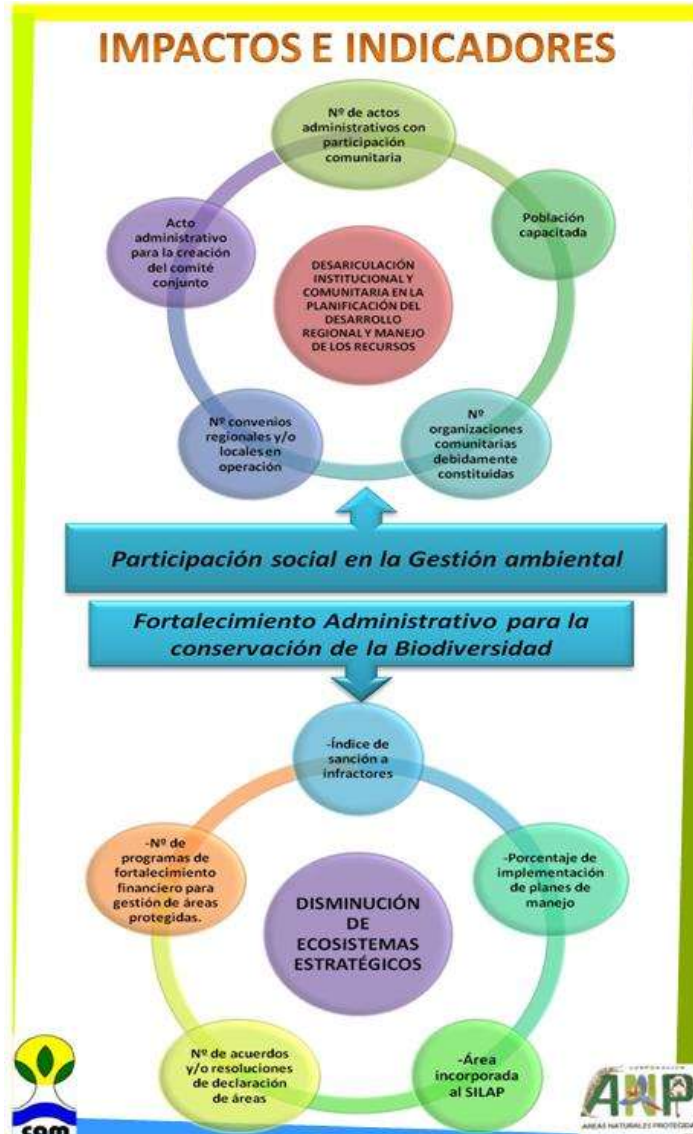 IMPACTOS E INDICADORES
Nº de actos
administrativos con
participación
comunitaria
Población
capacitada
Acto
administrativo
para la creación
del comité
conjunto
DESARICULACIÓN
INSTITUCIONAL Y
COMUNITARIA EN LA
PLANIFICACIÓN DEL
DESARROLLO
REGIONAL Y MANEJO
DE LOS RECURSOS
Nº convenios
regionales y/o
locales en
operación
Nº
organizaciones
comunitarias
debidamente
constituidas
Participación social en la Gestión ambiental
Fortalecimiento Administrativo para la
conservación de la Biodiversidad
-Índice de
sanción a
infractores
-Nº de
programas de
fortalecimiento
financiero para
gestión de áreas
protegidas.
-Porcentaje de
implementación
de planes de
manejo
DISMINUCIÓN
DE
ECOSISTEMAS
ESTRATÉGICOS
Nº de acuerdos
y/o resoluciones
de declaración
de áreas
-Área
incorporada
al SILAP
cam
CORPORACIÓN
ANP
AREAS NATURALES PROTEGIDAS